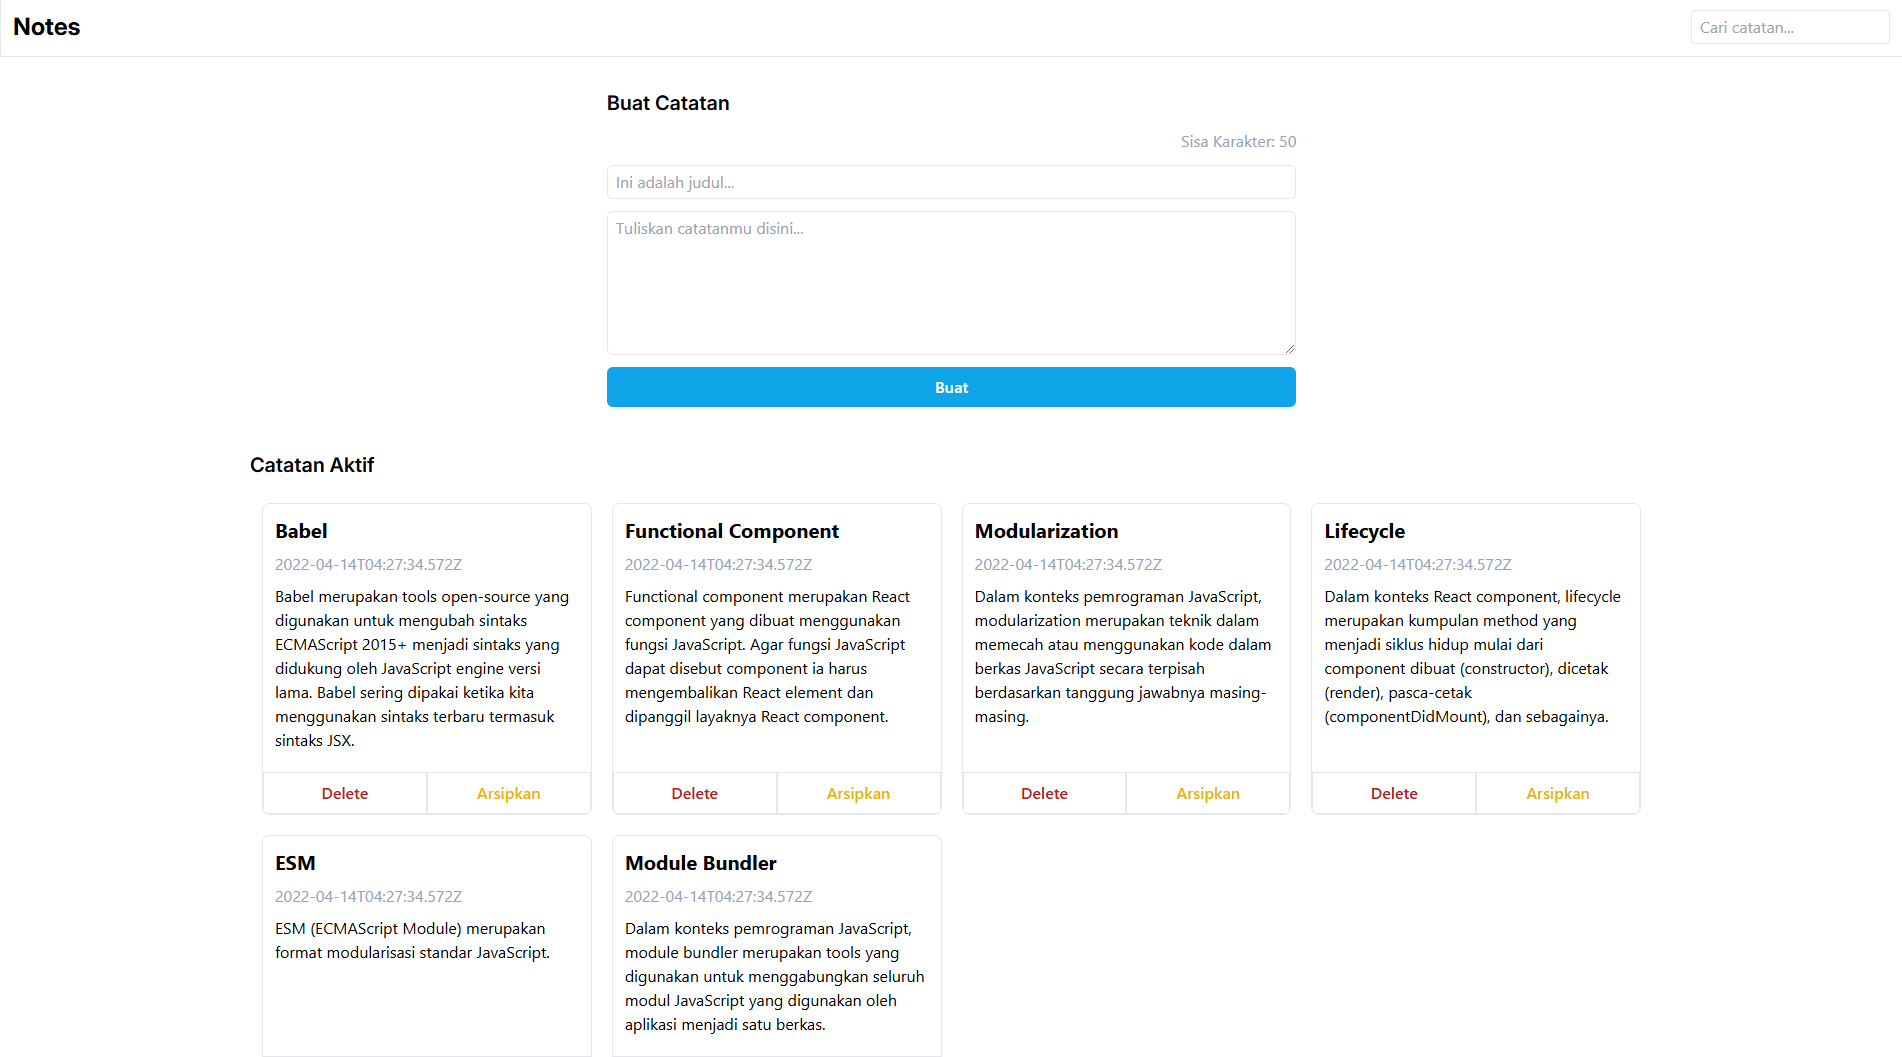 Notes
Cari catatan...
Buat Catatan
Sisa Karakter: 50
Ini adalah judul...
Tuliskan catatanmu disini...
Buat
Catatan Aktif
Babel
2022-04-14T04:27:34.572Z
Babel merupakan tools open-source yang
digunakan untuk mengubah sintaks
ECMAScript 2015+ menjadi sintaks yang
didukung oleh JavaScript engine versi
lama. Babel sering dipakai ketika kita
menggunakan sintaks terbaru termasuk
sintaks JSX.
Delete
Arsipkan
Functional Component
2022-04-14T04:27:34.572Z
Functional component merupakan React
component yang dibuat menggunakan
fungsi JavaScript. Agar fungsi JavaScript
dapat disebut component ia harus
mengembalikan React element dan
dipanggil layaknya React component.
Delete
Arsipkan
Modularization
2022-04-14T04:27:34.572Z
Dalam konteks pemrograman JavaScript,
modularization merupakan teknik dalam
memecah atau menggunakan kode dalam
berkas JavaScript secara terpisah
berdasarkan tanggung jawabnya masing-
masing.
Delete
Arsipkan
Lifecycle
2022-04-14T04:27:34.572Z
Dalam konteks React component, lifecycle
merupakan kumpulan method yang
menjadi siklus hidup mulai dari
component dibuat (constructor), dicetak
(render), pasca-cetak
(componentDidMount), dan sebagainya.
Delete
Arsipkan
ESM
2022-04-14T04:27:34.572Z
ESM (ECMAScript Module) merupakan
format modularisasi standar JavaScript.
Module Bundler
2022-04-14T04:27:34.572Z
Dalam konteks pemrograman JavaScript,
module bundler merupakan tools yang
digunakan untuk menggabungkan seluruh
modul JavaScript yang digunakan oleh
aplikasi menjadi satu berkas.